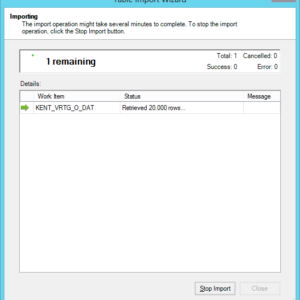 Table Import Wizard
Importing
The import operation might take several minutes to complete. To stop the import
operation, click the Stop Import button.
1 remaining
Total: 1 Cancelled: 0
Success: 0 Error: 0
Details:
Work Item Status Message
KENT_VRTG_O_DAT Retrieved 20.000 rows...
Stop Import Close